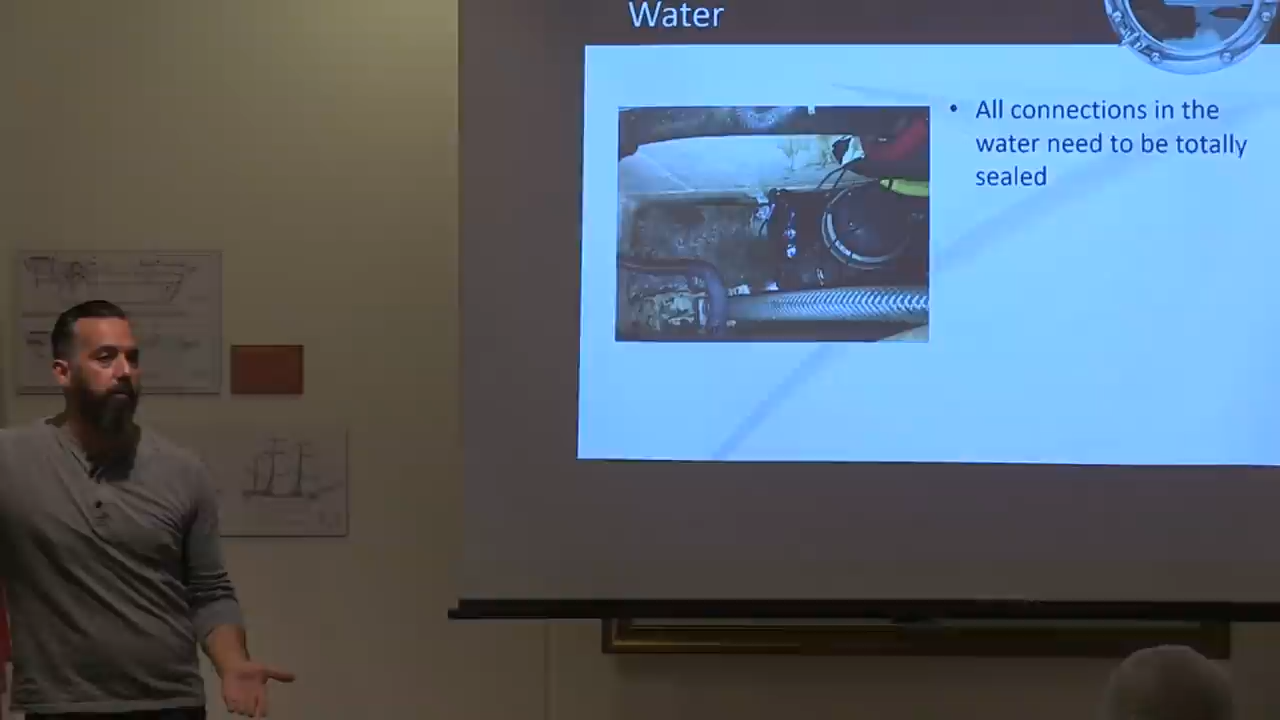 Water
• All connections in the
water need to be totally
sealed